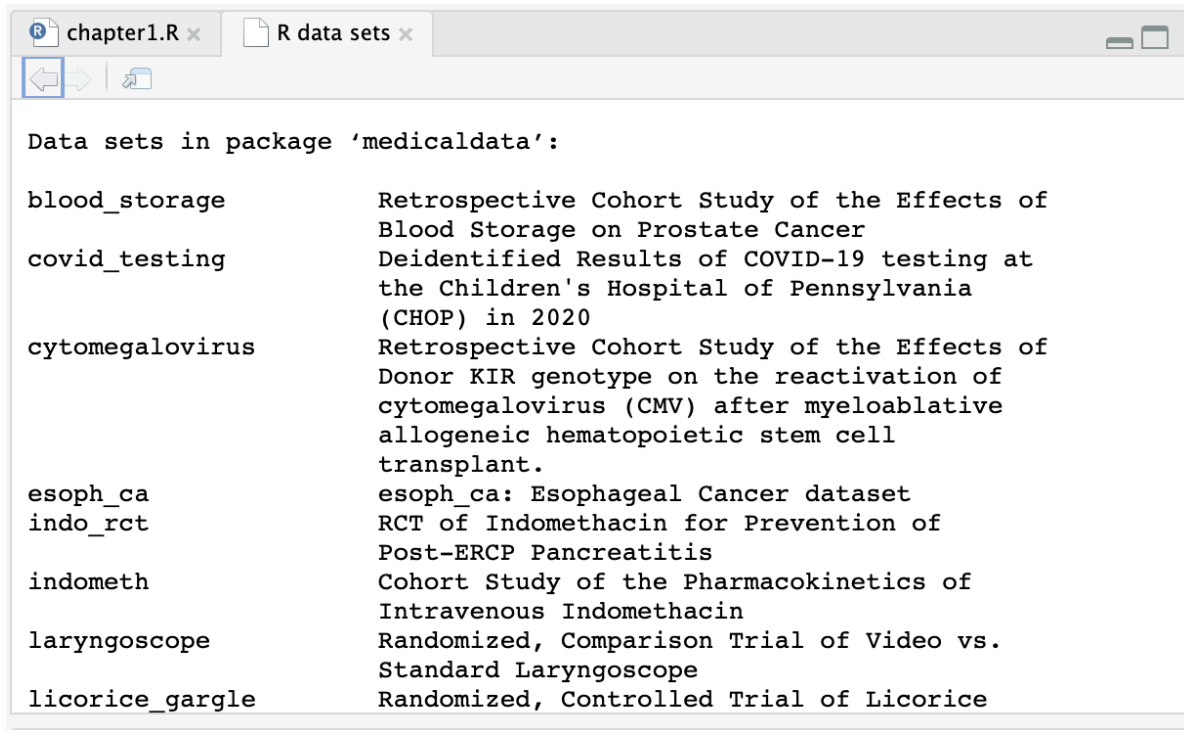 chapter1.R
R data sets
Data sets in package ‘medicaldata’:
blood_storage Retrospective Cohort Study of the Effects of
Blood Storage on Prostate Cancer
covid_testing Deidentified Results of COVID-19 testing at
the Children's Hospital of Pennsylvania
(CHOP) in 2020
cytomegalovirus Retrospective Cohort Study of the Effects of
Donor KIR genotype on the reactivation of
cytomegalovirus (CMV) after myeloablative
allogeneic hematopoietic stem cell
transplant.
esoph_ca esoph_ca: Esophageal Cancer dataset
indo_rct RCT of Indomethacin for Prevention of
Post-ERCP Pancreatitis
indometh Cohort Study of the Pharmacokinetics of
Intravenous Indomethacin
laryngoscope Randomized, Comparison Trial of Video vs.
Standard Laryngoscope
licorice_gargle Randomized, Controlled Trial of Licorice